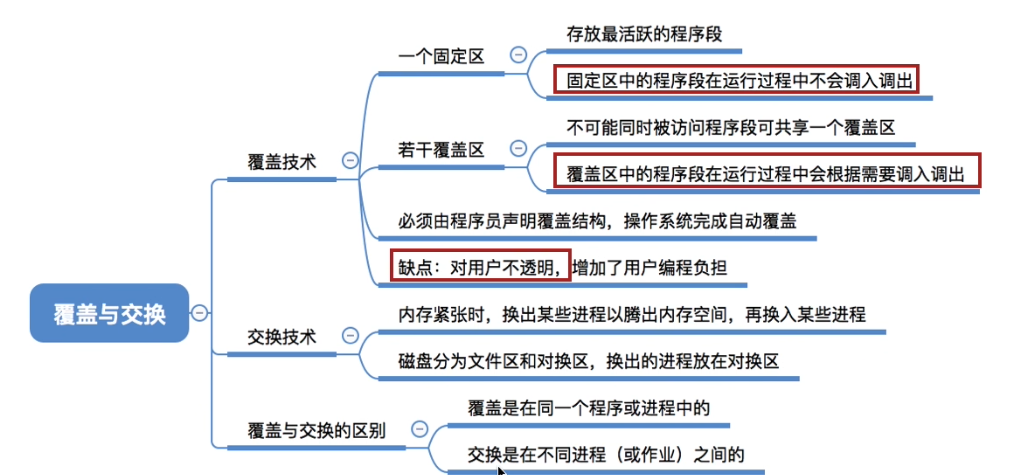 存放最活跃的程序段
一个固定区
固定区中的程序段在运行过程中不会调入调出
不可能同时被访问程序段可共享一个覆盖区
若干覆盖区
覆盖技术
覆盖区中的程序段在运行过程中会根据需要调入调出
必须由程序员声明覆盖结构，操作系统完成自动覆盖
缺点：对用户不透明，增加了用户编程负担
覆盖与交换
内存紧张时，换出某些进程以腾出内存空间，再换入某些进程
交换技术
磁盘分为文件区和对换区，换出的进程放在对换区
覆盖是在同一个程序或进程中的
覆盖与交换的区别
交换是在不同进程（或作业）之间的